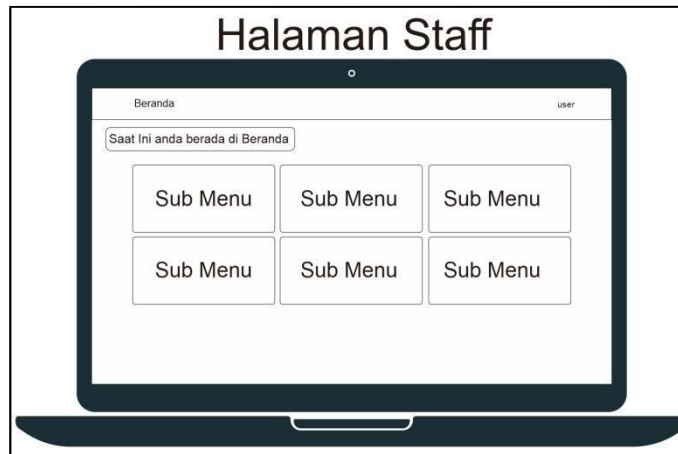 Halaman Staff
Beranda user
Saat Ini anda berada di Beranda
Sub Menu Sub Menu Sub Menu
Sub Menu Sub Menu Sub Menu